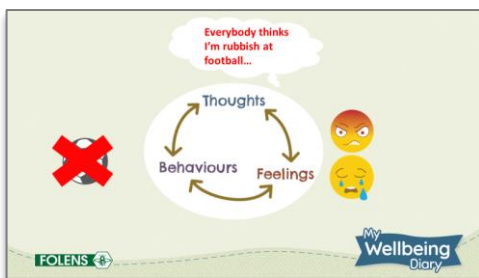 Everybody thinks
I'm rubbish at
football…
Thoughts
Behaviours
Feelings
FOLENS
My
Wellbeing
Diary